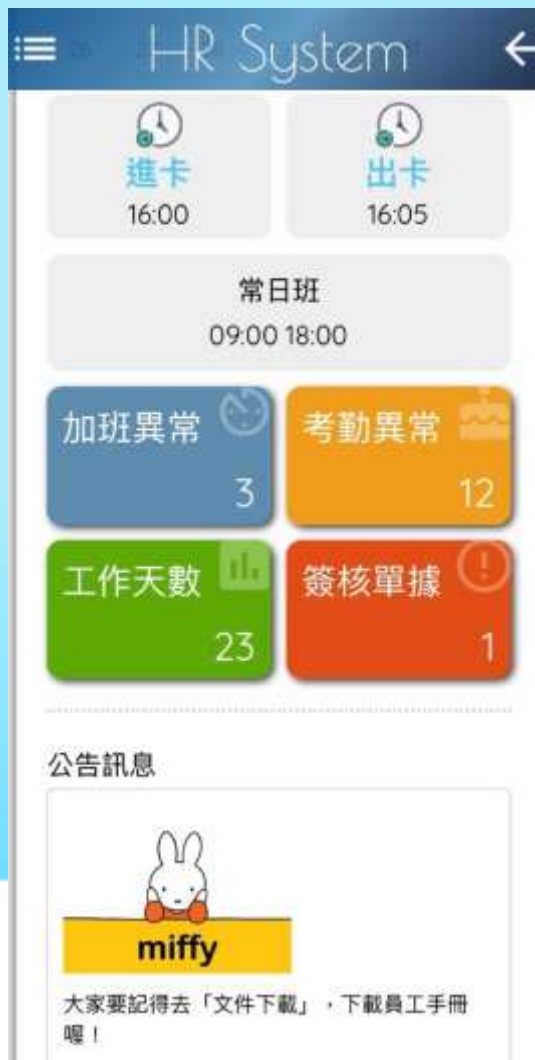 HR System
進卡
16:00
出卡
16:05
常日班
09:00 18:00
加班異常
3
考勤異常
12
工作天數
23
簽核單據
1
公告訊息
miffy
大家要記得去「文件下載」，下載員工手冊
喔！